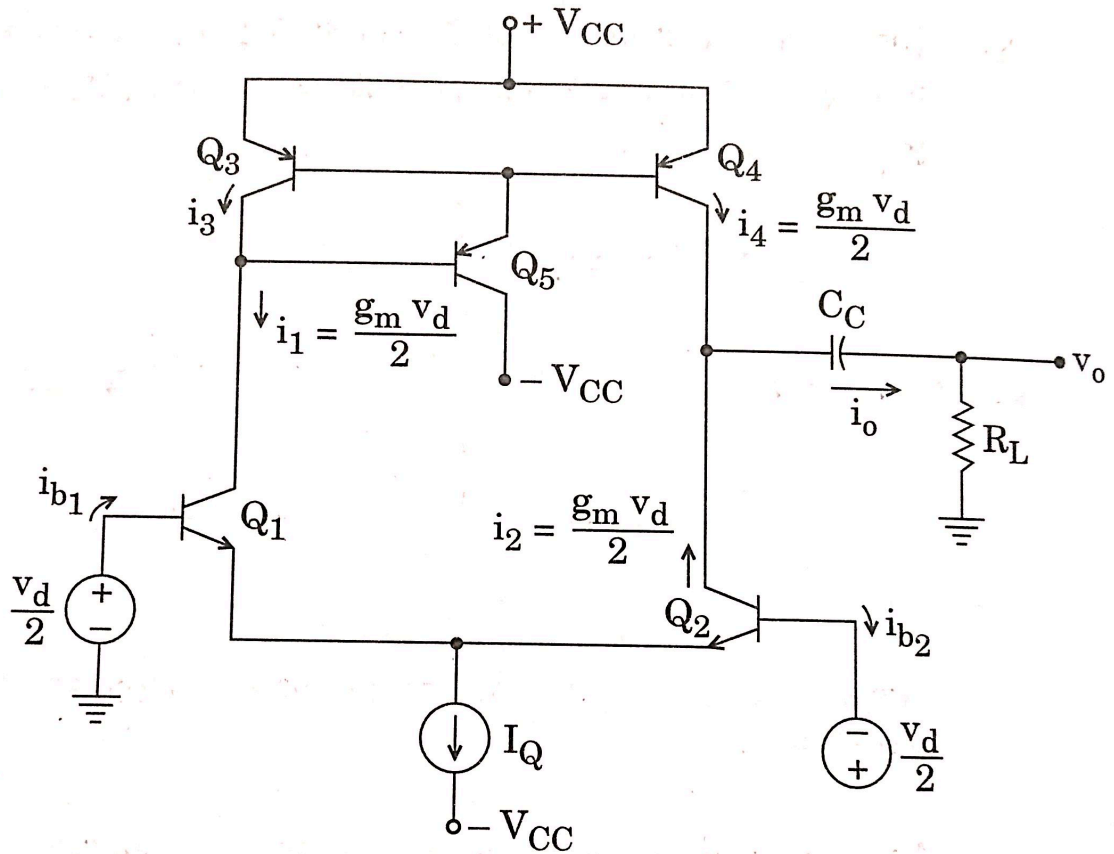 + V_CC
Q_3
Q_4
i_3
i_4 = g_m v_d / 2
Q_5
i_1 = g_m v_d / 2
C_C
– V_CC
v_o
i_o
R_L
i_b1
Q_1
i_2 = g_m v_d / 2
v_d / 2
+
–
Q_2
i_b2
I_Q
–
+
v_d / 2
– V_CC